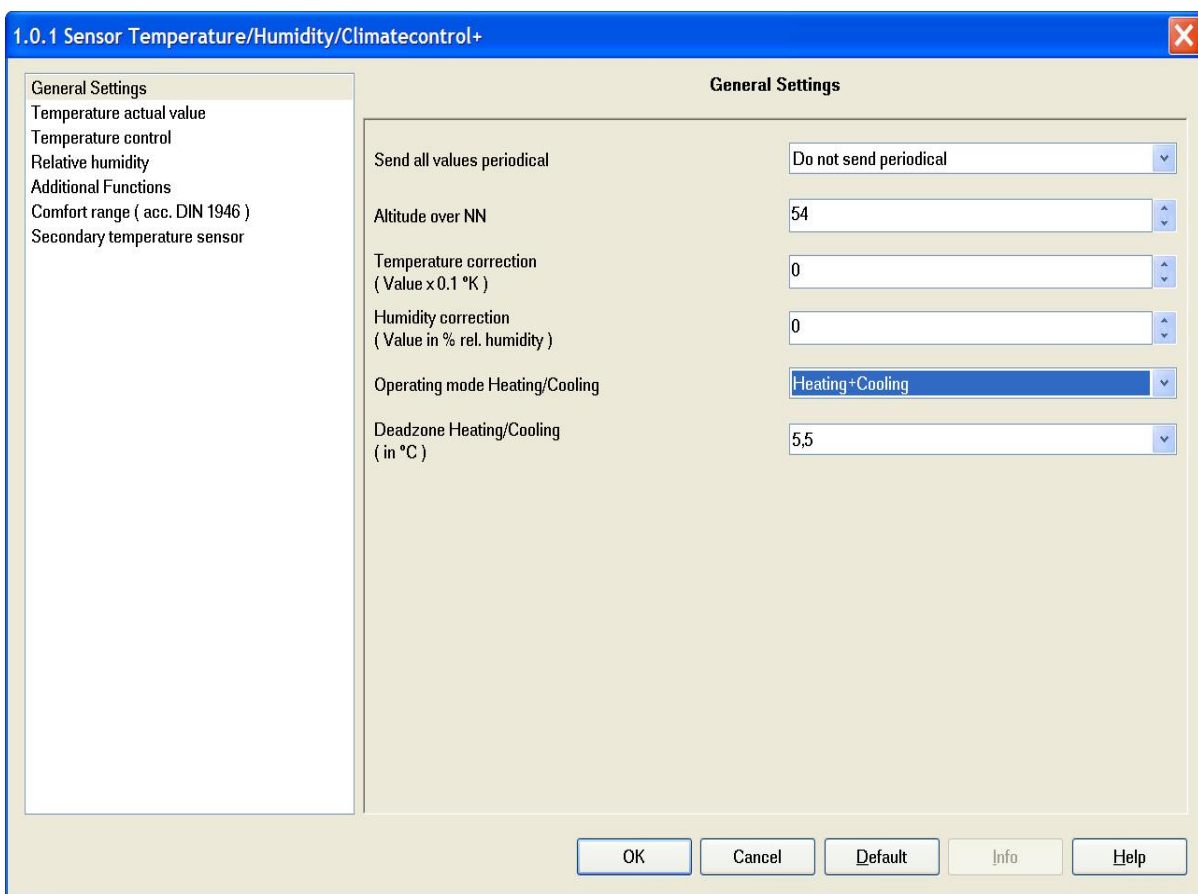 1.0.1 Sensor Temperature/Humidity/Climatecontrol+
General Settings
Temperature actual value
Temperature control
Relative humidity
Additional Functions
Comfort range ( acc. DIN 1946 )
Secondary temperature sensor
General Settings
Send all values periodical
Do not send periodical
Altitude over NN
54
Temperature correction
( Value x 0.1 °K )
0
Humidity correction
( Value in % rel. humidity )
0
Operating mode Heating/Cooling
Heating+Cooling
Deadzone Heating/Cooling
( in °C )
5,5
OK
Cancel
Default
Info
Help